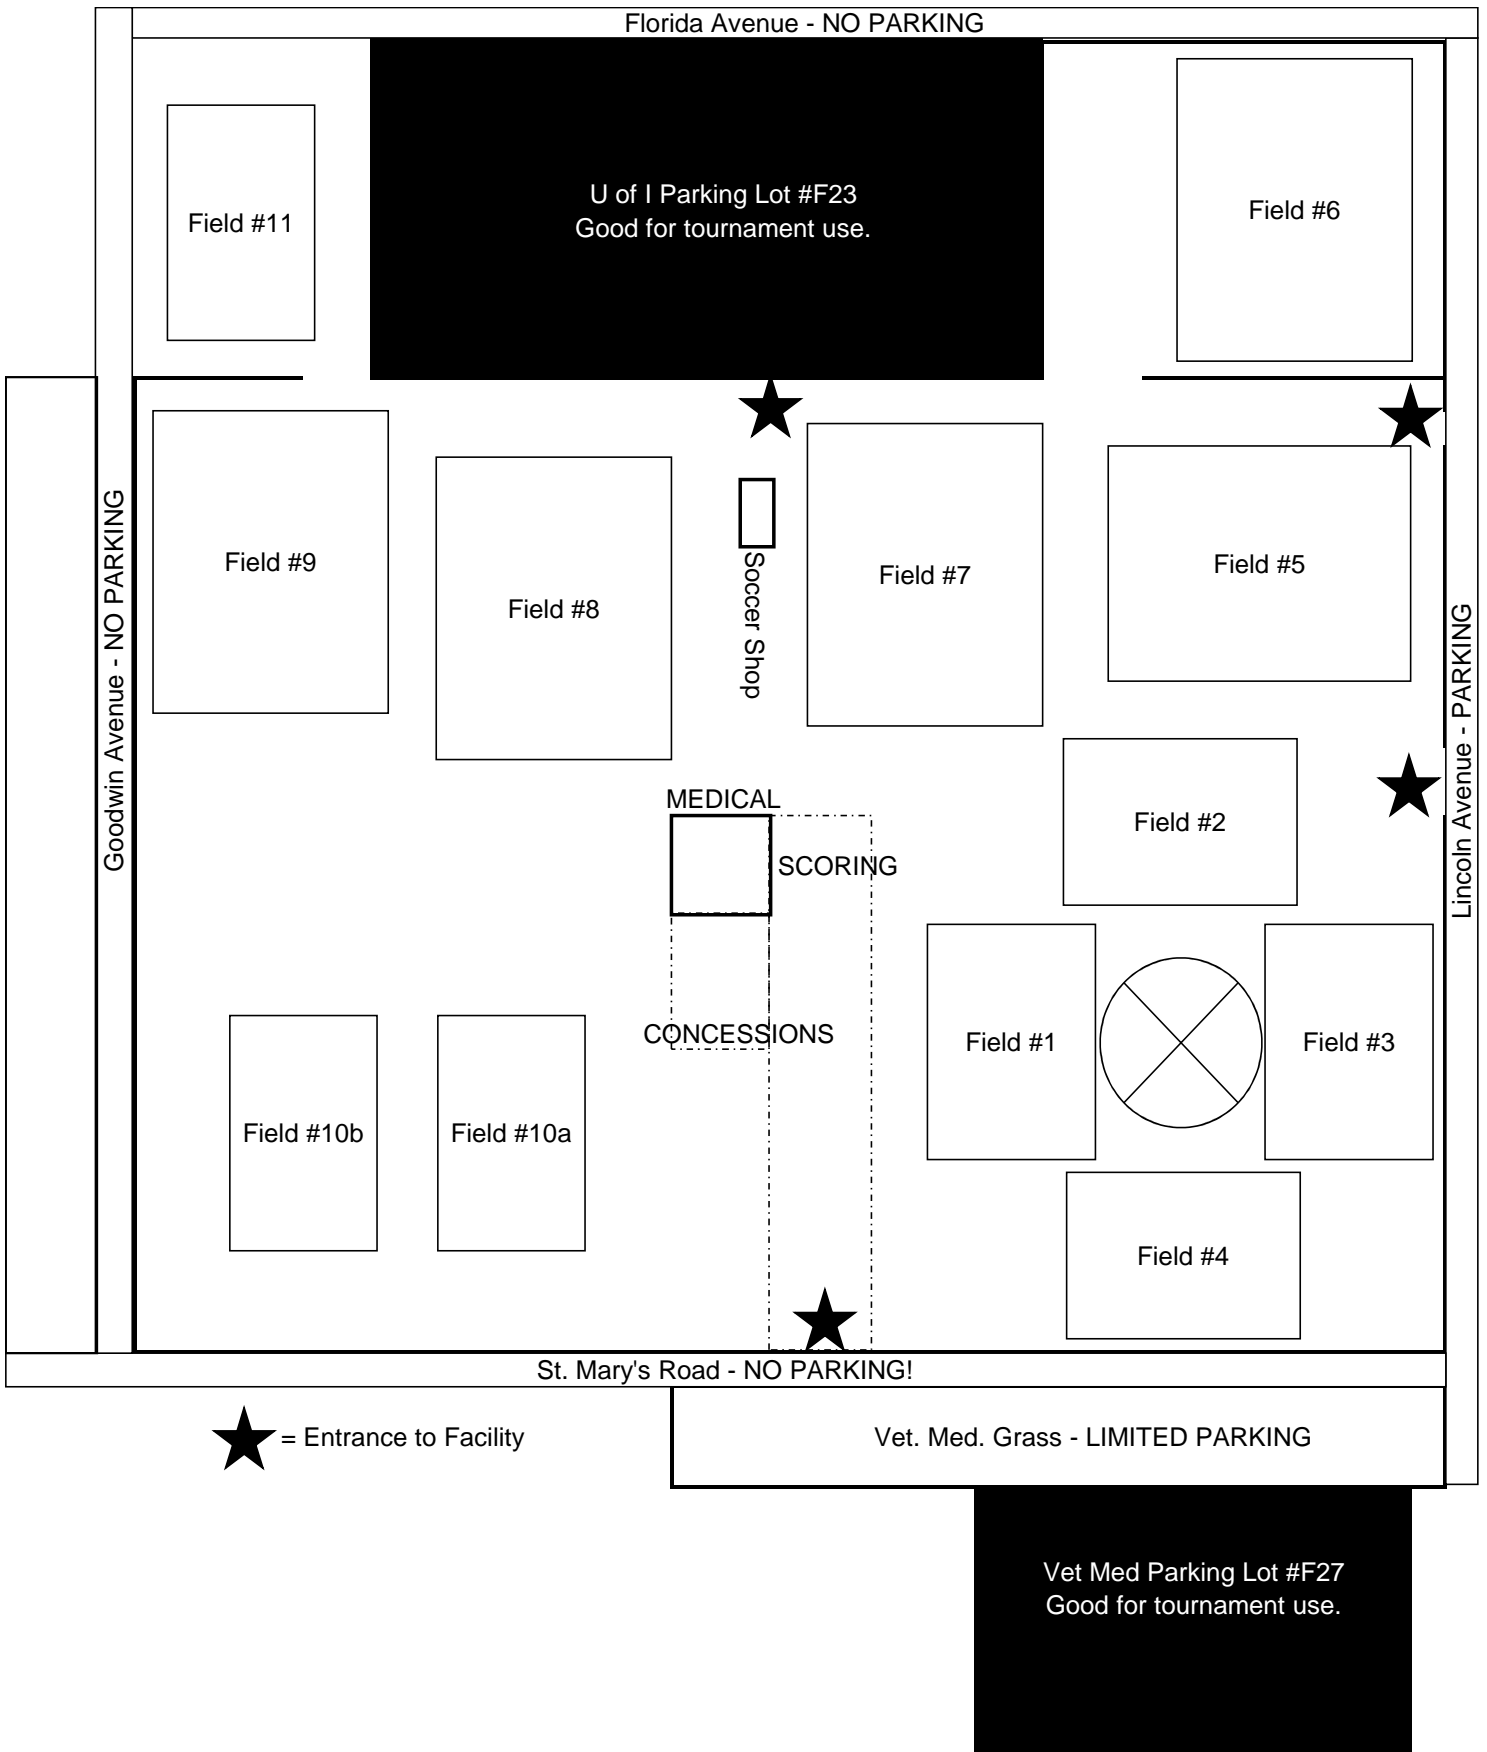 Florida Avenue - NO PARKING
U of I Parking Lot #F23
Good for tournament use.
Field #11
Field #6
Goodwin Avenue - NO PARKING
Field #9
Field #8
Soccer Shop
Field #7
Field #5
Lincoln Avenue - PARKING
MEDICAL
SCORING
CONCESSIONS
Field #2
Field #1
Field #3
Field #10b
Field #10a
Field #4
St. Mary's Road - NO PARKING!
= Entrance to Facility
Vet. Med. Grass - LIMITED PARKING
Vet Med Parking Lot #F27
Good for tournament use.